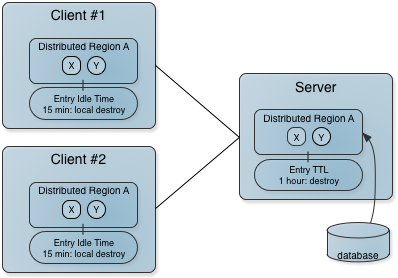 Client #1
Distributed Region A
X Y
Entry Idle Time
15 min: local destroy
Client #2
Distributed Region A
X Y
Entry Idle Time
15 min: local destroy
Server
Distributed Region A
X Y
Entry TTL
1 hour: destroy
database